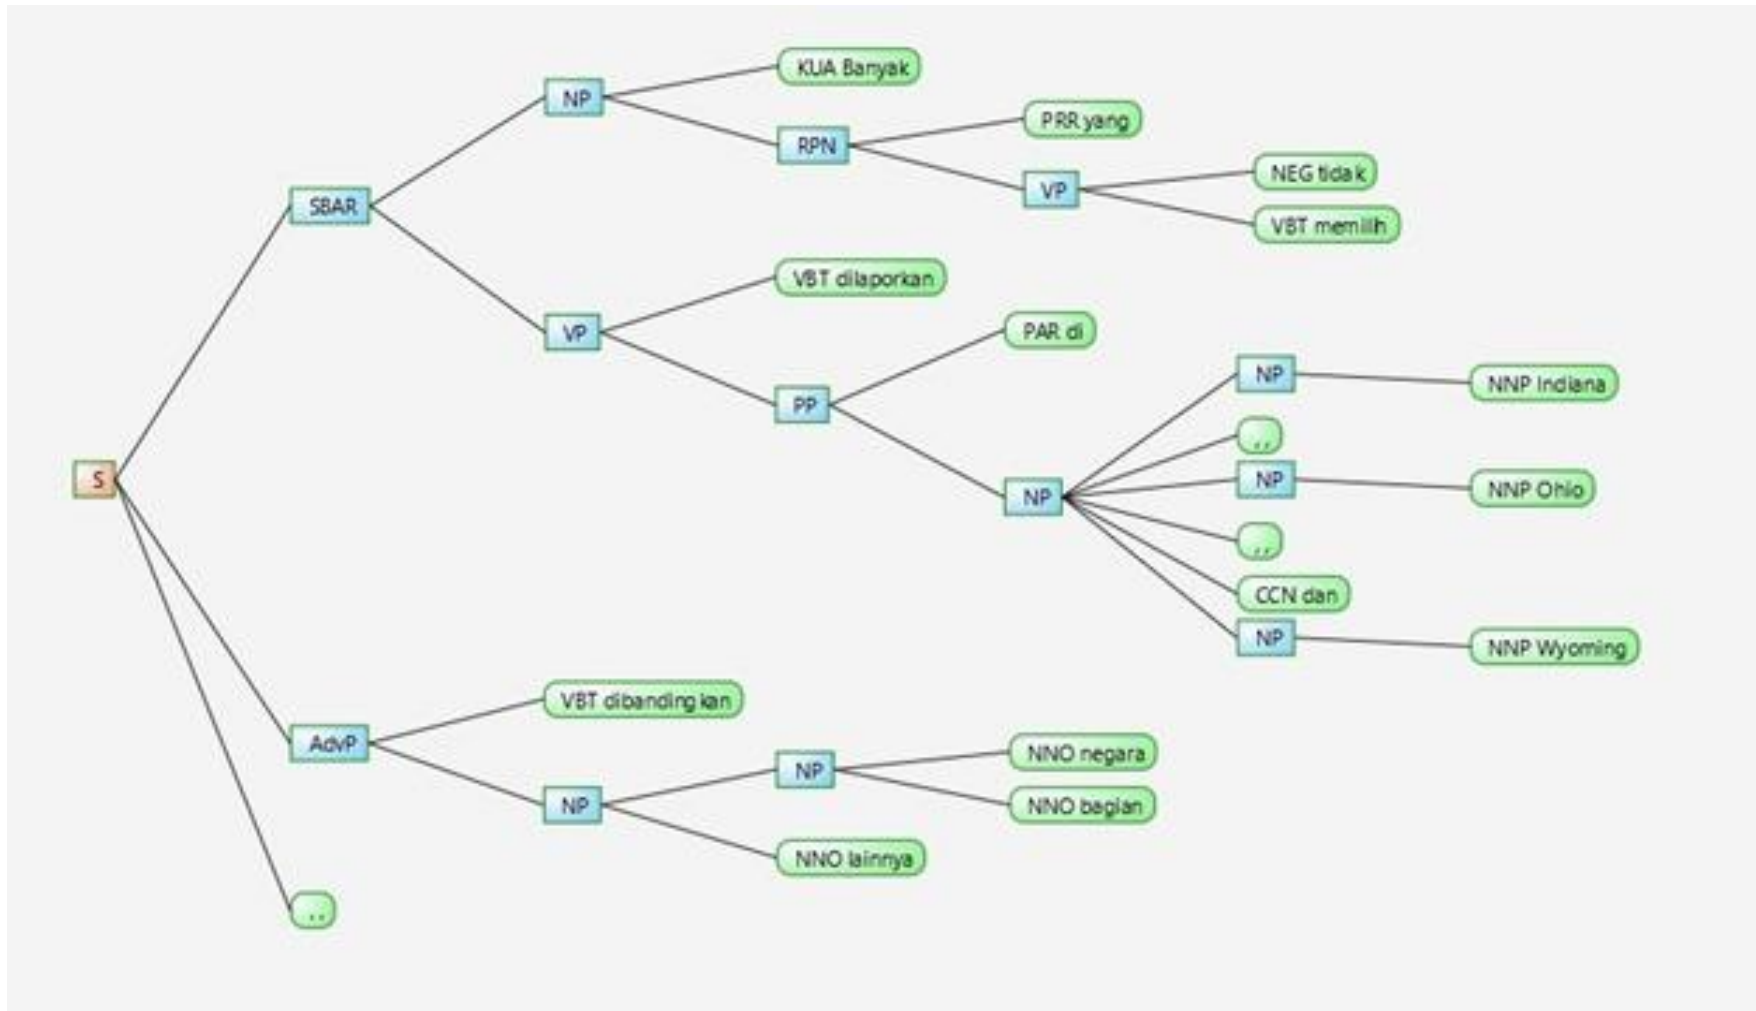 KUA Banyak
NP
PRR yang
RPN
NEG tidak
VP
SBAR
VBT memilih
VBT dilaporkan
PAR di
VP
NP
NNP Indiana
PP
, ,
S
NP
NNP Ohio
NP
, ,
CCN dan
NP
NNP Wyoming
VBT dibandingkan
AdvP
NNO negara
NP
NP
NNO bagian
NNO lainnya
. .